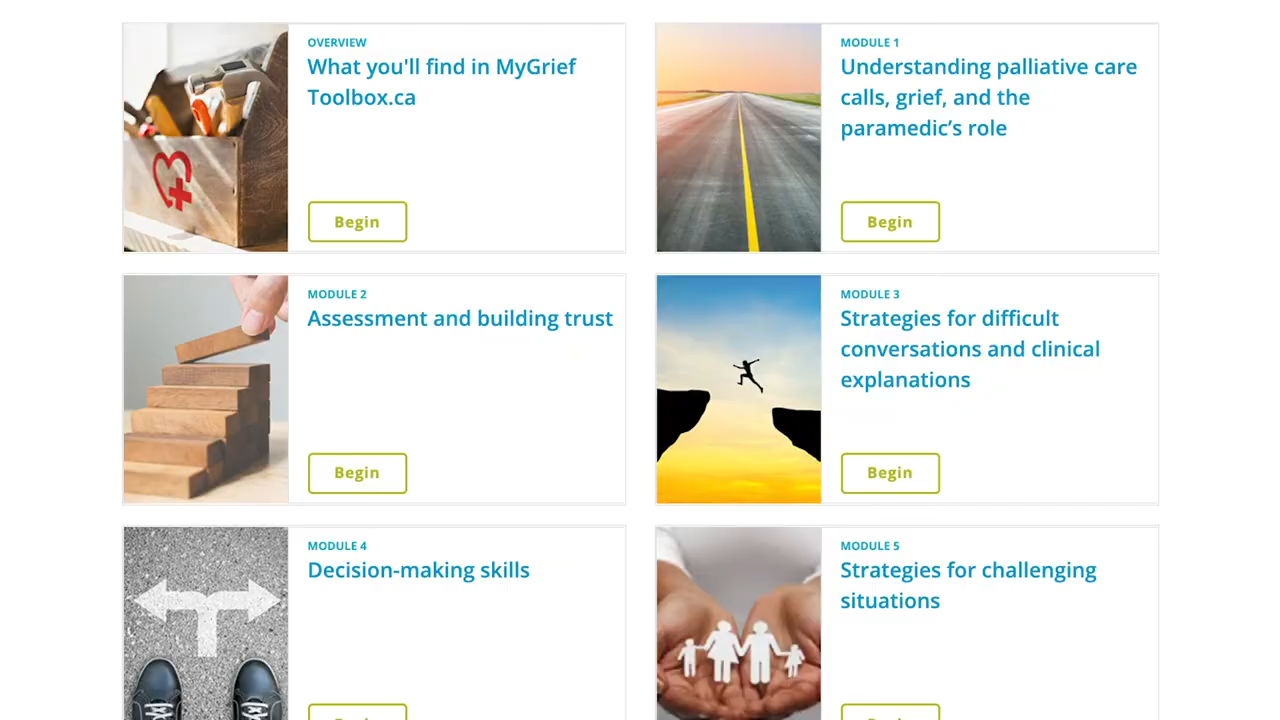 OVERVIEW
What you'll find in MyGrief
Toolbox.ca
Begin
MODULE 1
Understanding palliative care
calls, grief, and the
paramedic’s role
Begin
MODULE 2
Assessment and building trust
Begin
MODULE 3
Strategies for difficult
conversations and clinical
explanations
Begin
MODULE 4
Decision-making skills
MODULE 5
Strategies for challenging
situations